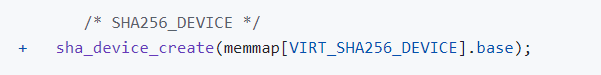 /* SHA256_DEVICE */
+ sha_device_create(memmap[VIRT_SHA256_DEVICE].base);